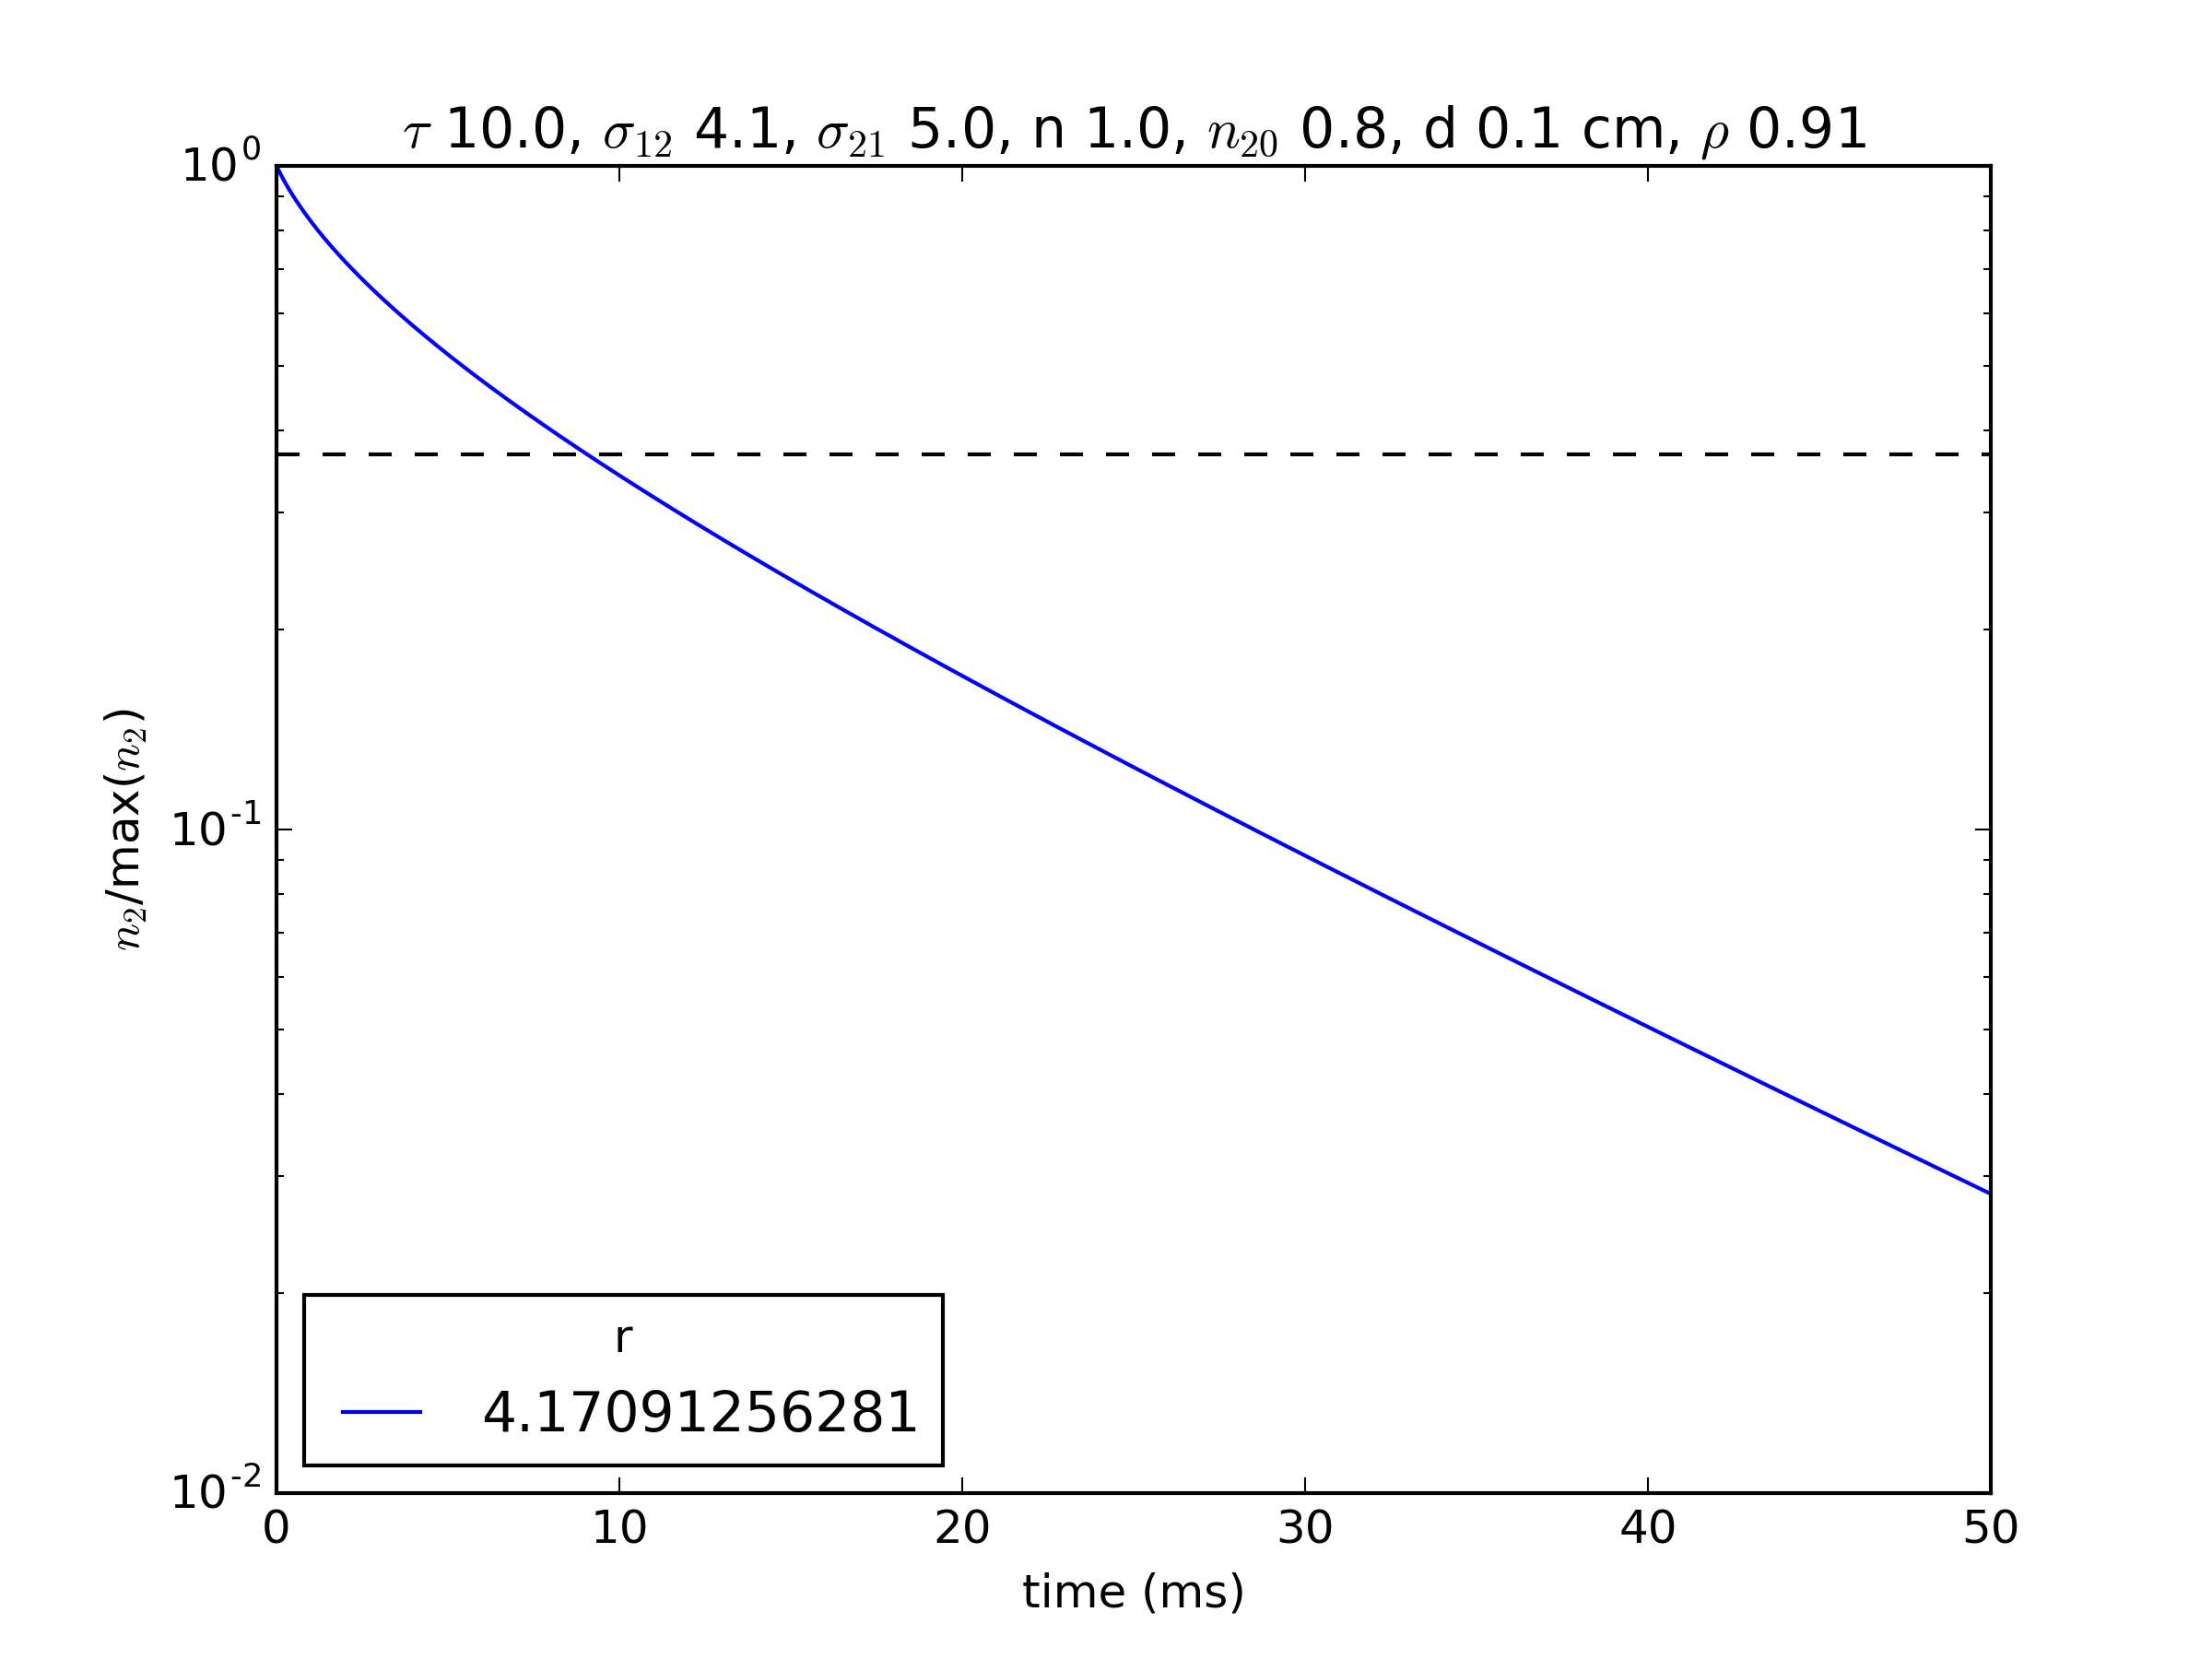 τ 10.0, σ₁₂ 4.1, σ₂₁ 5.0, n 1.0, n₂₀ 0.8, d 0.1 cm, ρ 0.91
10⁰
10⁻¹
10⁻²
n₂/max(n₂)
r
4.17091256281
0 10 20 30 40 50
time (ms)